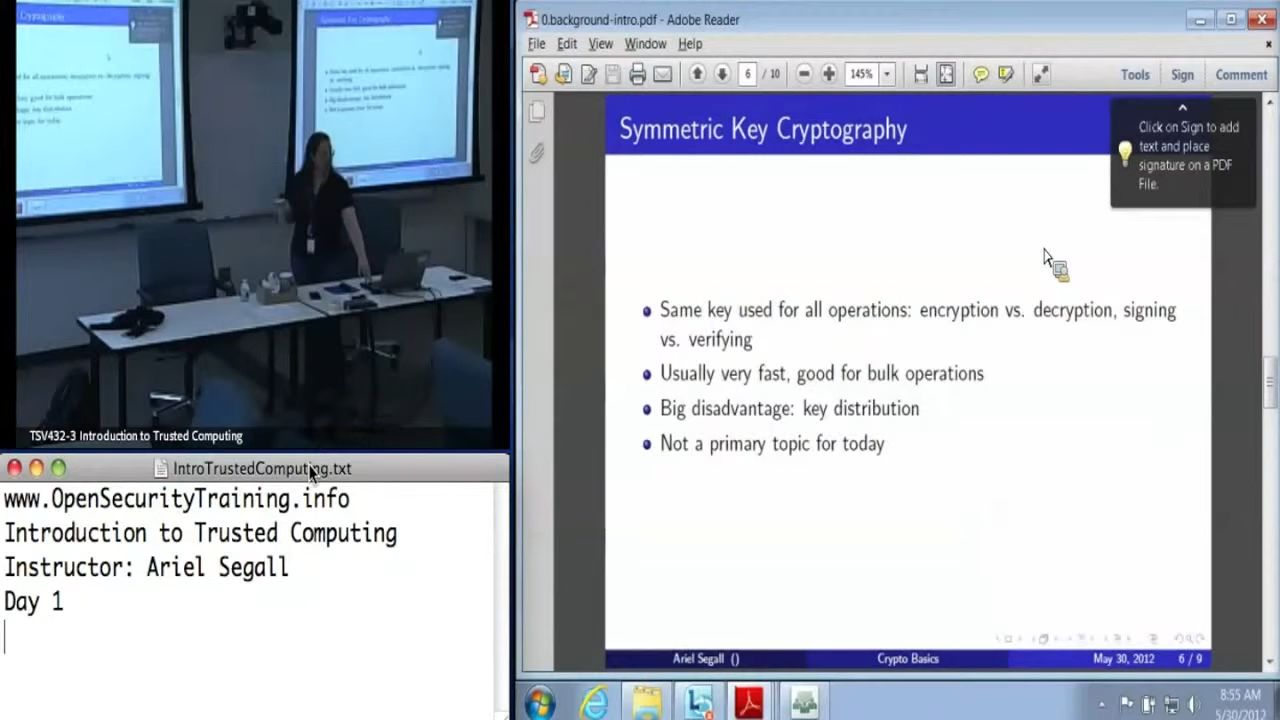 Cryptography
Symmetric Key Cryptography
TSV432-3 Introduction to Trusted Computing
IntroTrustedComputing.txt
www.OpenSecurityTraining.info
Introduction to Trusted Computing
Instructor: Ariel Segall
Day 1
0.background-intro.pdf - Adobe Reader
File Edit View Window Help
6 / 10 145% Tools Sign Comment
Symmetric Key Cryptography
Click on Sign to add
text and place
signature on a PDF
File.
• Same key used for all operations: encryption vs. decryption, signing
vs. verifying
• Usually very fast, good for bulk operations
• Big disadvantage: key distribution
• Not a primary topic for today
Ariel Segall () Crypto Basics May 30, 2012 6 / 9
8:55 AM
5/30/2012